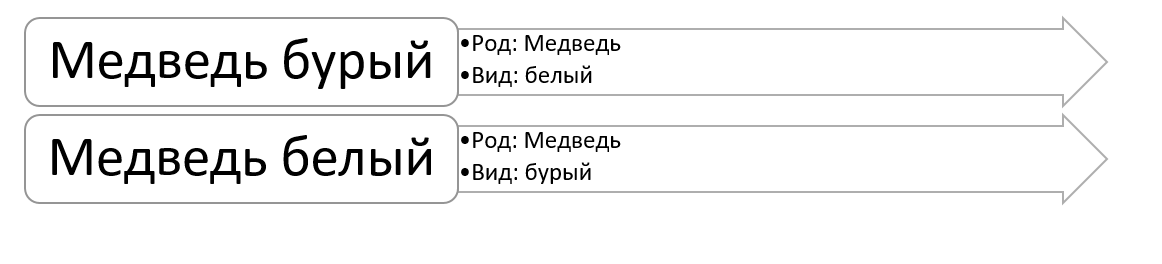 Медведь бурый
•Род: Медведь
•Вид: белый
Медведь белый
•Род: Медведь
•Вид: бурый